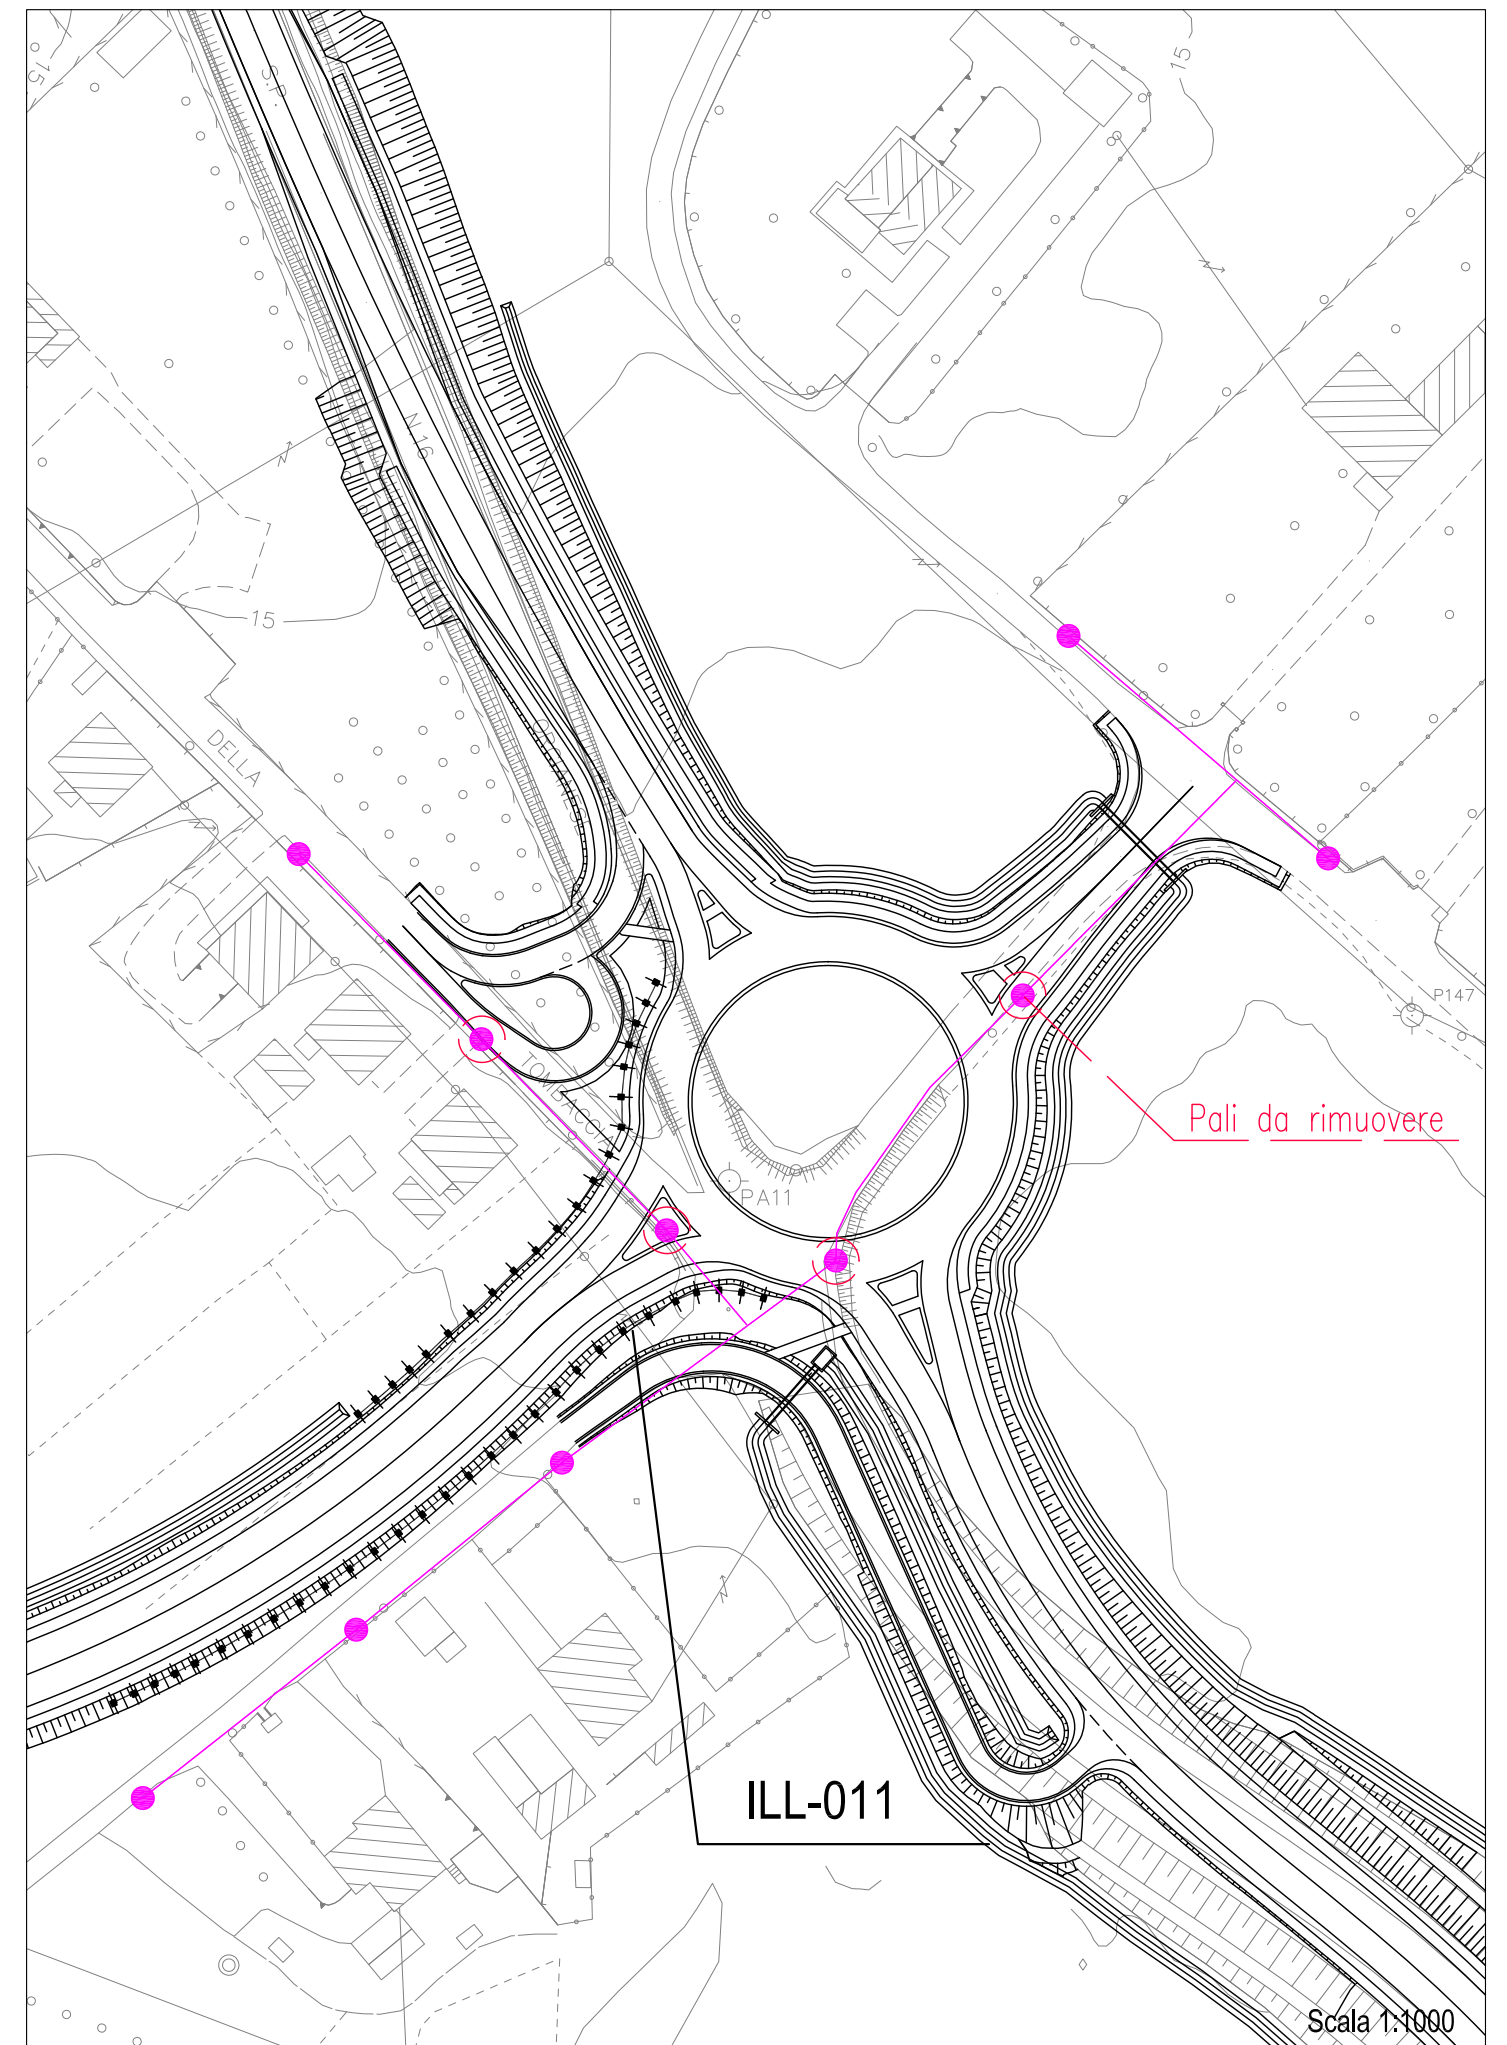 15
15
S.P.
N.16
15
DELLA
TOMBACCIA
P147
Pali da rimuovere
PA11
ILL-011
Scala 1:1000